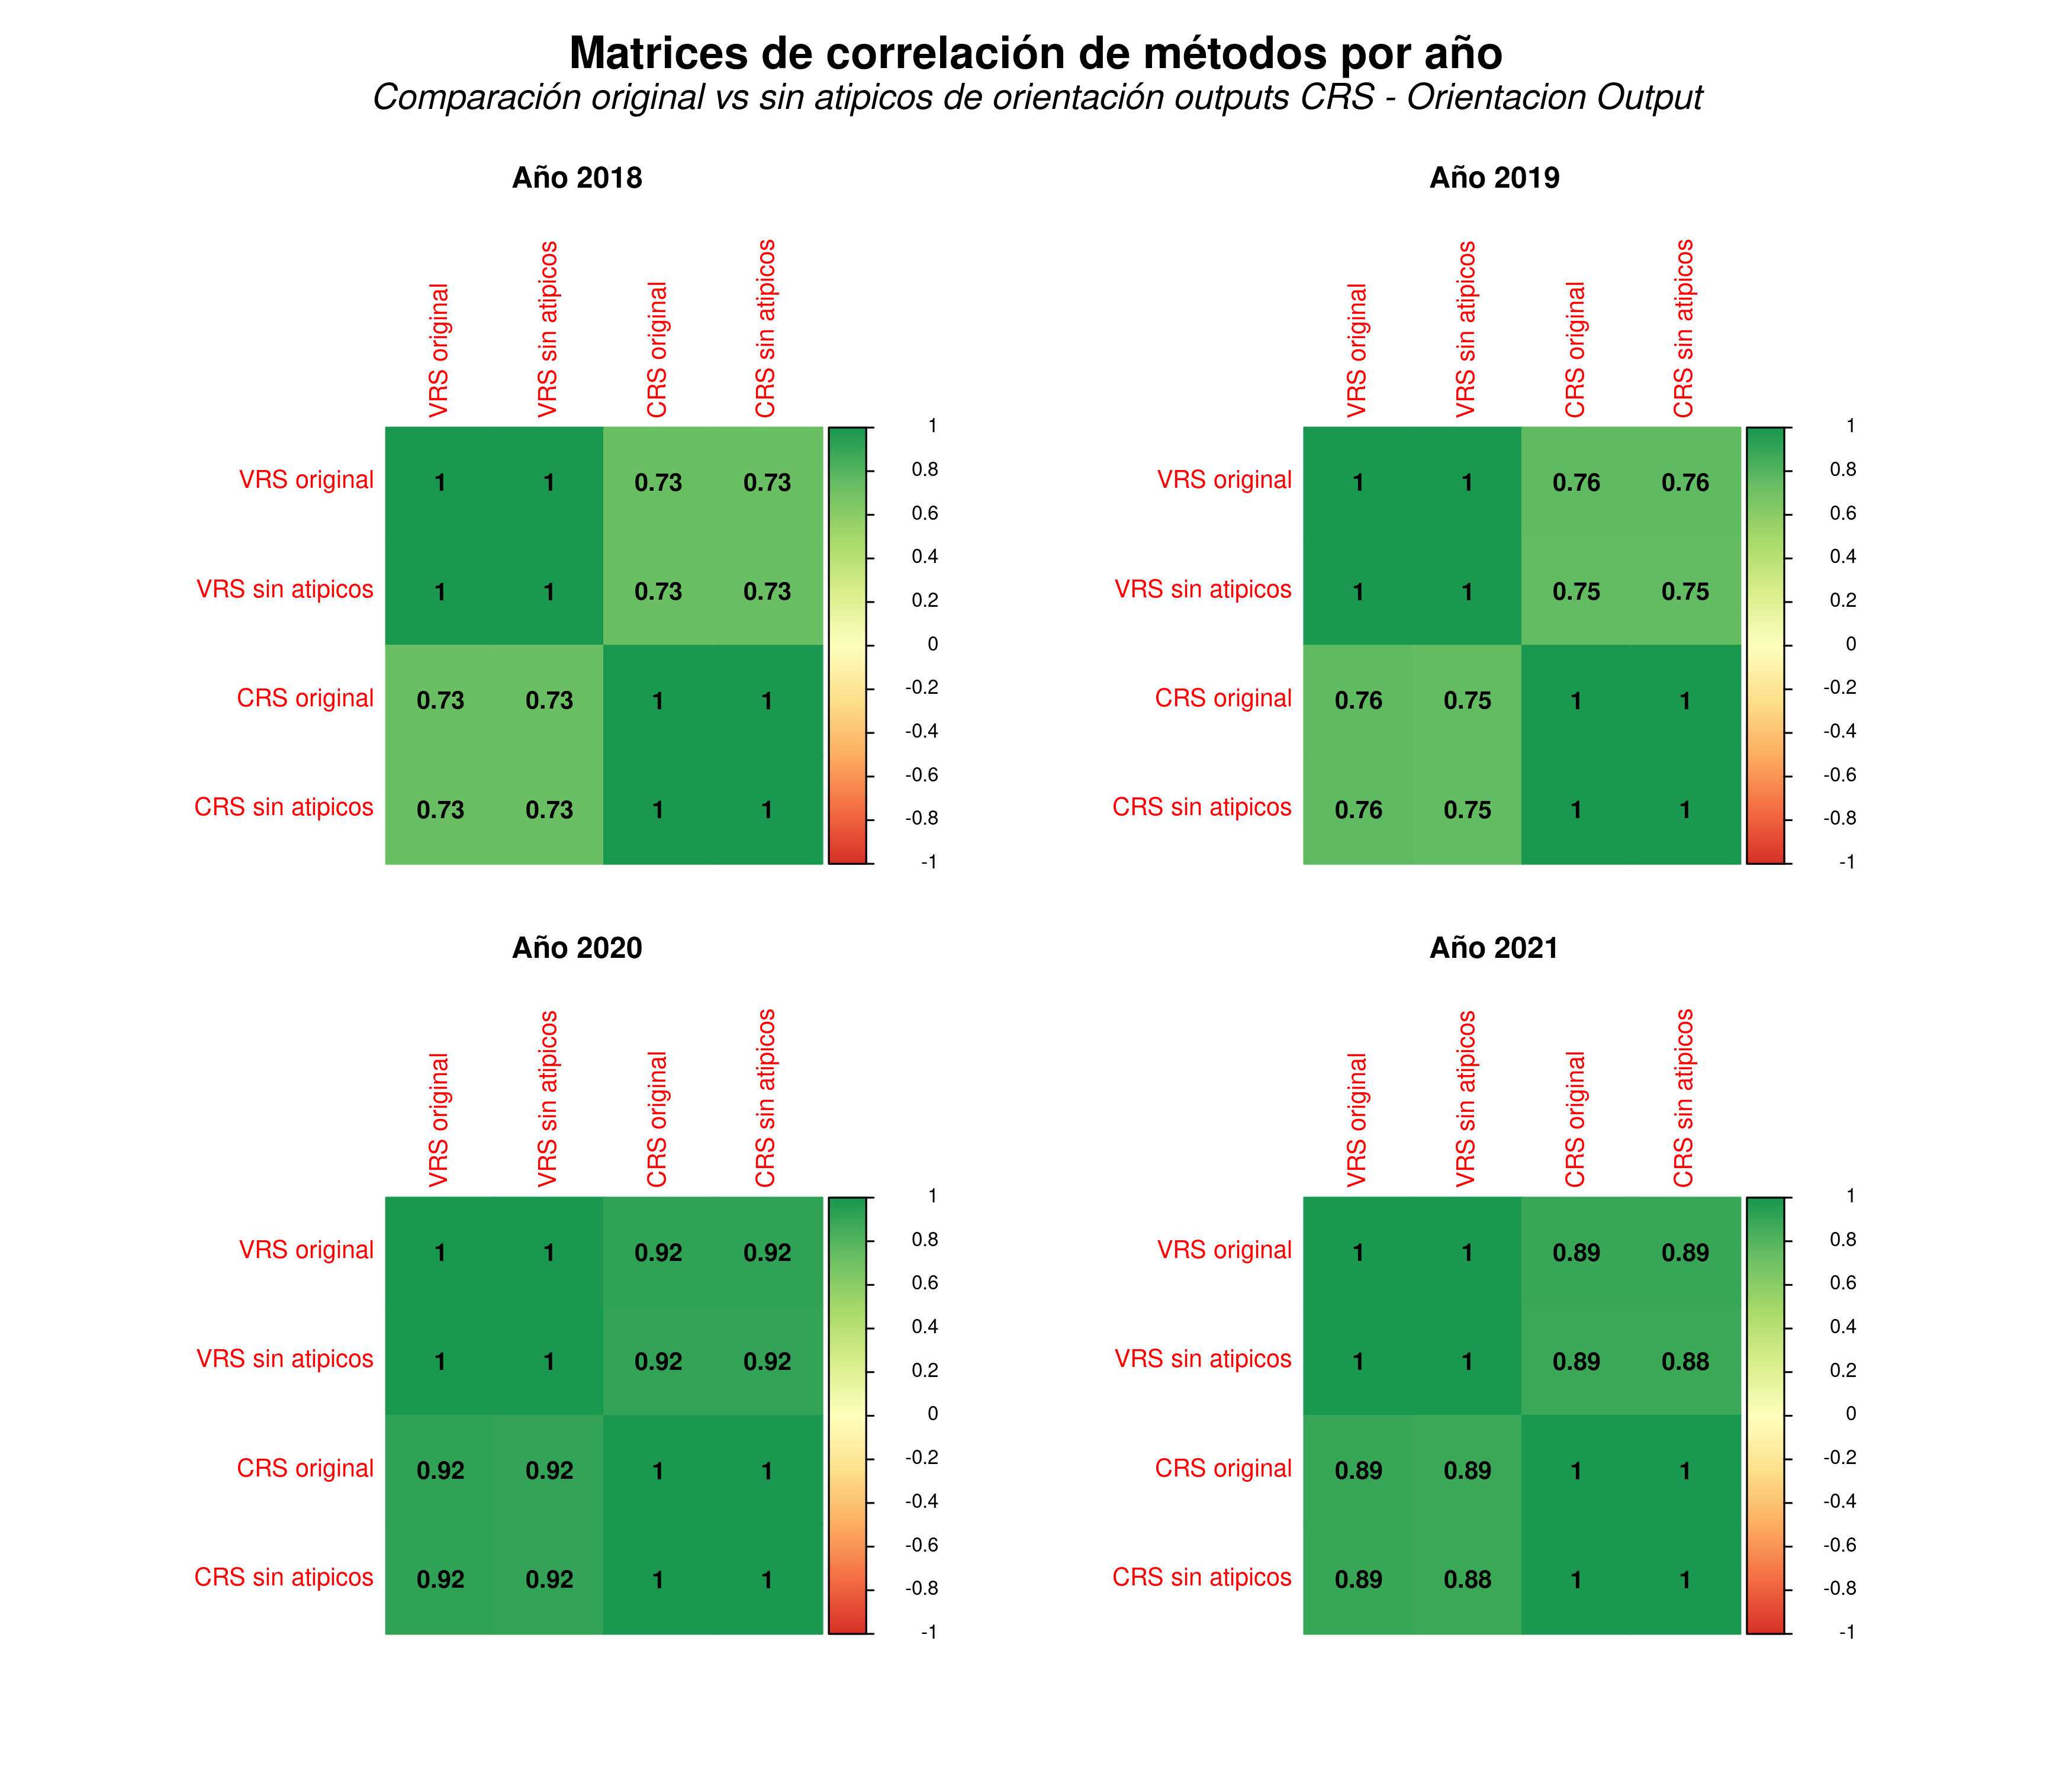 Matrices de correlación de métodos por año
Comparación original vs sin atipicos de orientación outputs CRS - Orientacion Output
Año 2018
VRS original
VRS sin atipicos
CRS original
CRS sin atipicos
VRS original 1 1 0.73 0.73
VRS sin atipicos 1 1 0.73 0.73
CRS original 0.73 0.73 1 1
CRS sin atipicos 0.73 0.73 1 1
1
0.8
0.6
0.4
0.2
0
-0.2
-0.4
-0.6
-0.8
-1
Año 2019
VRS original
VRS sin atipicos
CRS original
CRS sin atipicos
VRS original 1 1 0.76 0.76
VRS sin atipicos 1 1 0.75 0.75
CRS original 0.76 0.75 1 1
CRS sin atipicos 0.76 0.75 1 1
1
0.8
0.6
0.4
0.2
0
-0.2
-0.4
-0.6
-0.8
-1
Año 2020
VRS original
VRS sin atipicos
CRS original
CRS sin atipicos
VRS original 1 1 0.92 0.92
VRS sin atipicos 1 1 0.92 0.92
CRS original 0.92 0.92 1 1
CRS sin atipicos 0.92 0.92 1 1
1
0.8
0.6
0.4
0.2
0
-0.2
-0.4
-0.6
-0.8
-1
Año 2021
VRS original
VRS sin atipicos
CRS original
CRS sin atipicos
VRS original 1 1 0.89 0.89
VRS sin atipicos 1 1 0.89 0.88
CRS original 0.89 0.89 1 1
CRS sin atipicos 0.89 0.88 1 1
1
0.8
0.6
0.4
0.2
0
-0.2
-0.4
-0.6
-0.8
-1